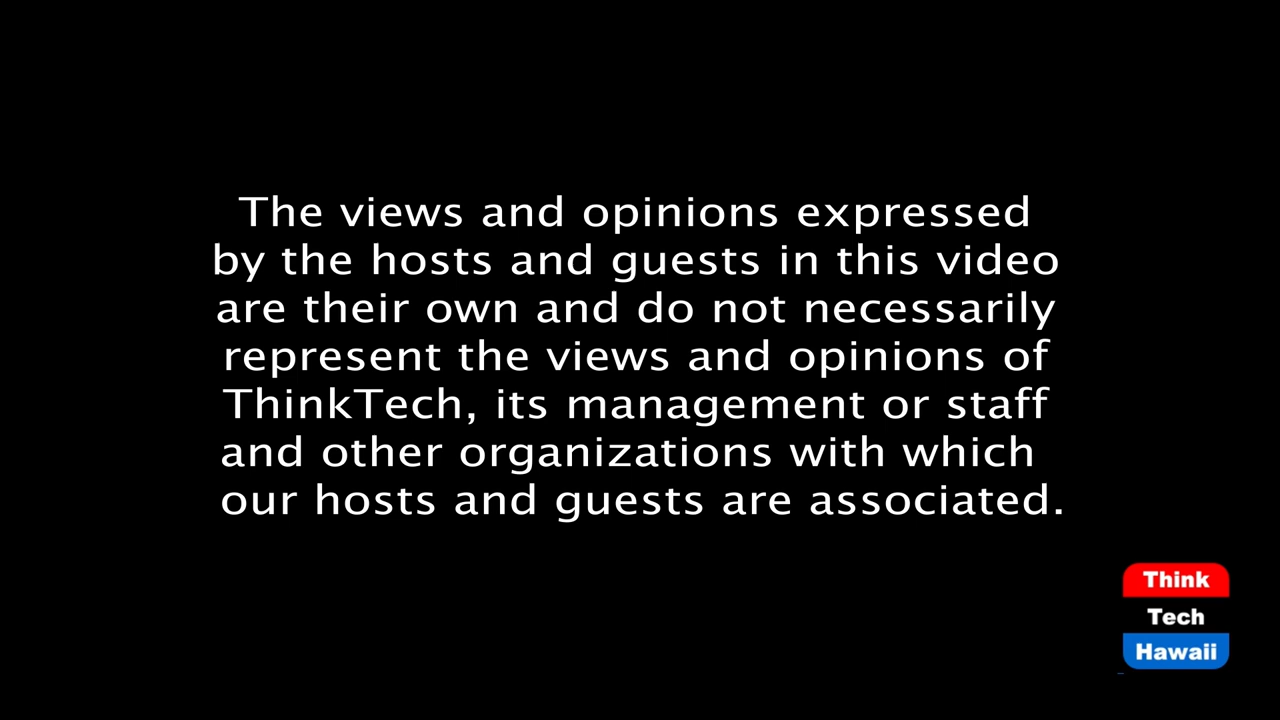 The views and opinions expressed
by the hosts and guests in this video
are their own and do not necessarily
represent the views and opinions of
ThinkTech, its management or staff
and other organizations with which
our hosts and guests are associated.
Think
Tech
Hawaii